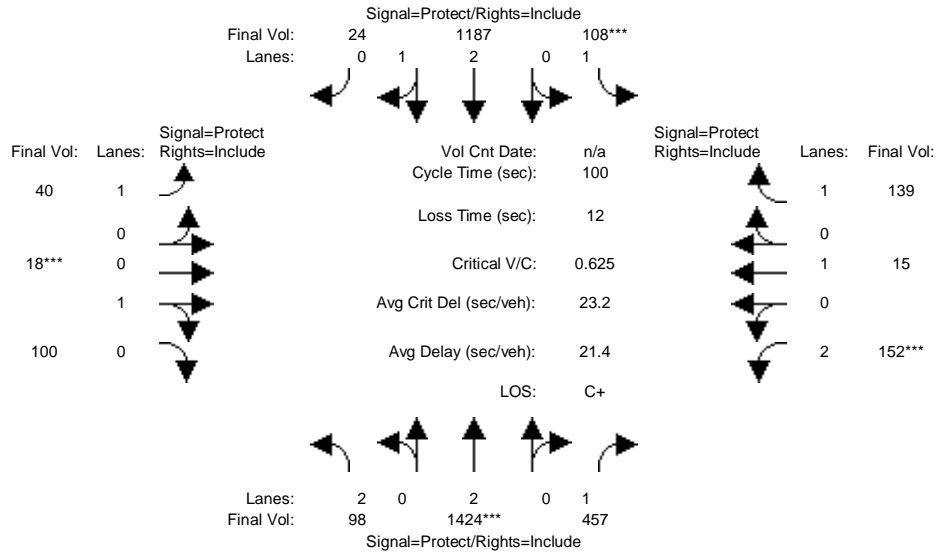 Signal=Protect/Rights=Include
Final Vol: 24 1187 108***
Lanes: 0 1 2 0 1
Signal=Protect Signal=Protect
Final Vol: Lanes: Rights=Include Vol Cnt Date: n/a Rights=Include Lanes: Final Vol:
Cycle Time (sec): 100
40 1 1 139
Loss Time (sec): 12
0 0
18*** 0 Critical V/C: 0.625 1 15
1 Avg Crit Del (sec/veh): 23.2 0
100 0 Avg Delay (sec/veh): 21.4 2 152***
LOS: C+
Lanes: 2 0 2 0 1
Final Vol: 98 1424*** 457
Signal=Protect/Rights=Include